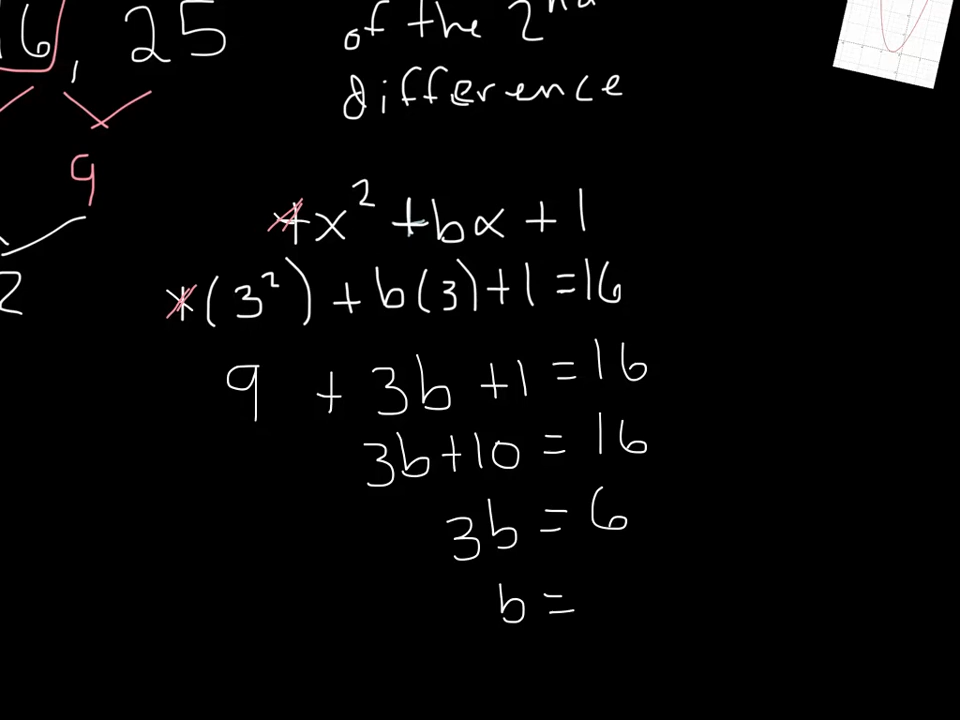 16, 25
of the 2nd
difference
9
2
x² + bx + 1
(3²) + b(3) + 1 = 16
9 + 3b + 1 = 16
3b + 10 = 16
3b = 6
b =